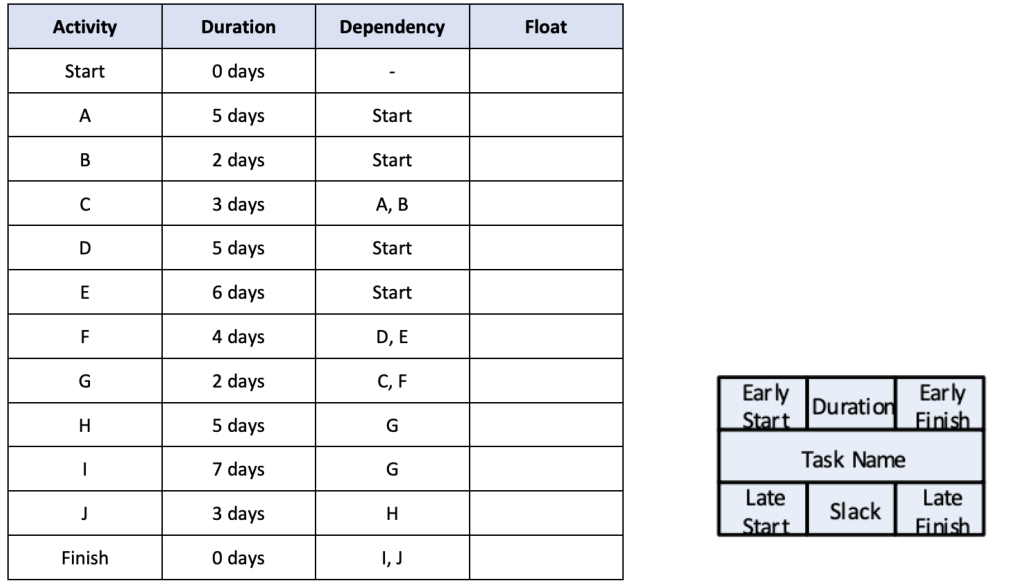 Activity Duration Dependency Float
Start 0 days -
A 5 days Start
B 2 days Start
C 3 days A, B
D 5 days Start
E 6 days Start
F 4 days D, E
G 2 days C, F
H 5 days G
I 7 days G
J 3 days H
Finish 0 days I, J
Early Start Duration Early Finish
Task Name
Late Start Slack Late Finish